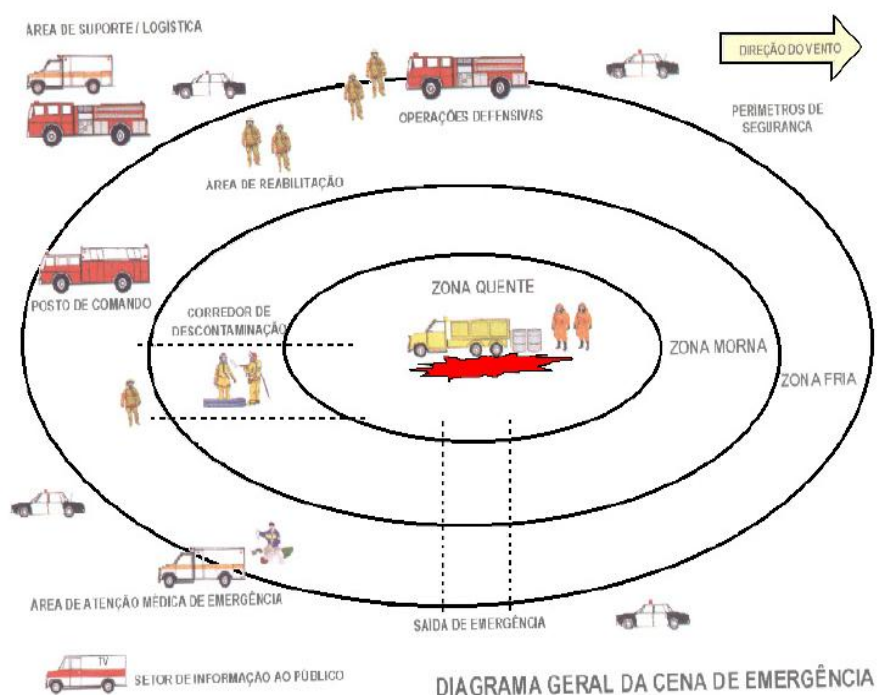 ÁREA DE SUPORTE / LOGÍSTICA
DIREÇÃO DO VENTO
OPERAÇÕES DEFENSIVAS
PERÍMETROS DE
SEGURANCA
ÁREA DE REABILITAÇÃO
POSTO DE COMANDO
CORREDOR DE
DESCONTAMINAÇÃO
ZONA QUENTE
ZONA MORNA
ZONA FRIA
ÁREA DE ATENÇÃO MÉDICA DE EMERGÊNCIA
SAÍDA DE EMERGÊNCIA
TV
SETOR DE INFORMAÇÃO AO PÚBLICO
DIAGRAMA GERAL DA CENA DE EMERGÊNCIA